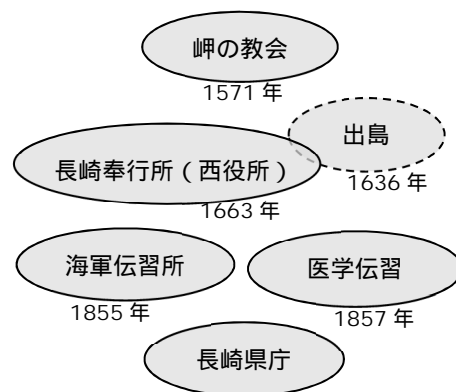 岬の教会
1571 年
出島
1636 年
長崎奉行所（西役所）
1663 年
海軍伝習所
1855 年
医学伝習
1857 年
長崎県庁